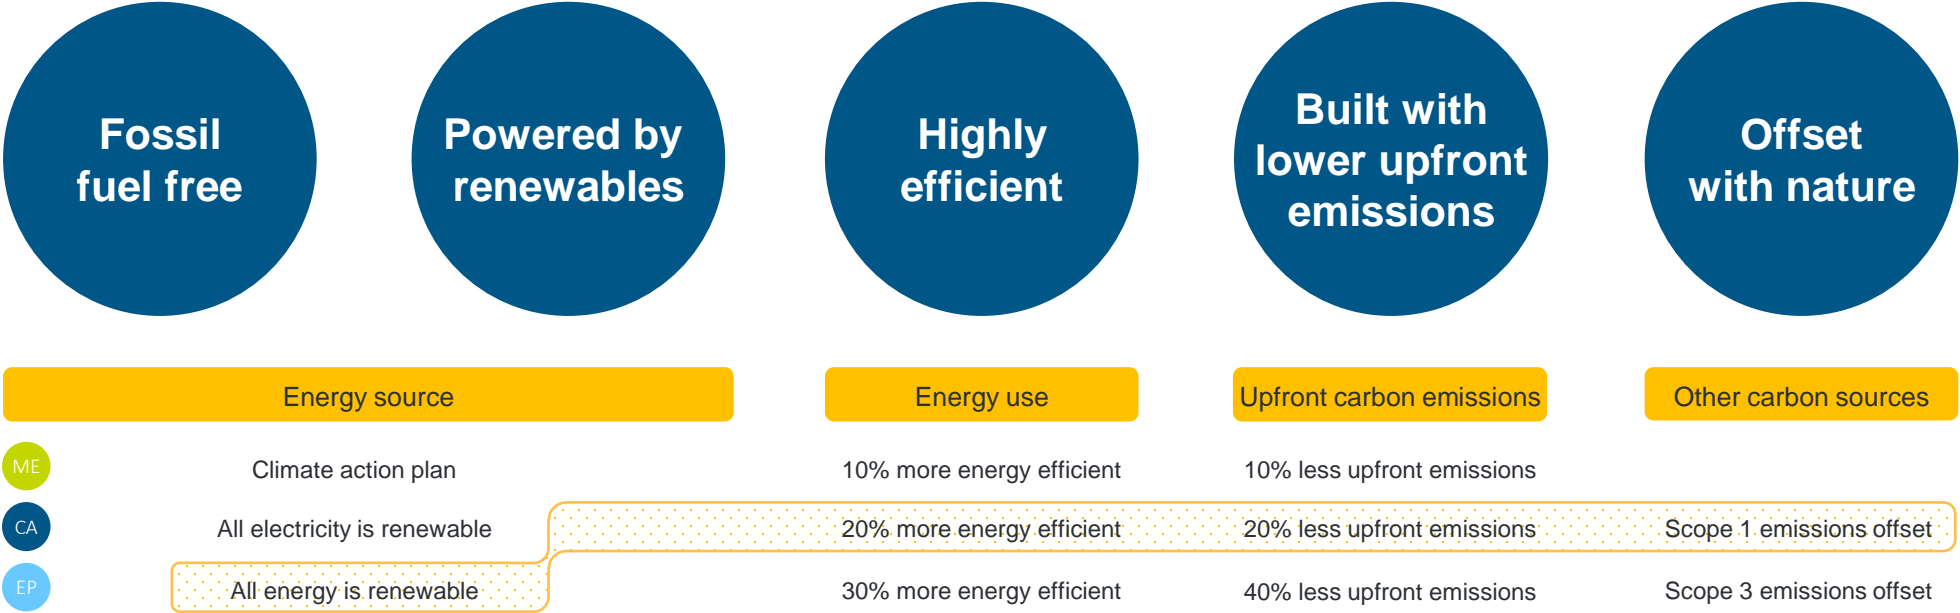 Fossil
fuel free
Powered by
renewables
Highly
efficient
Built with
lower upfront
emissions
Offset
with nature
Energy source
Energy use
Upfront carbon emissions
Other carbon sources
ME
Climate action plan
10% more energy efficient
10% less upfront emissions
CA
All electricity is renewable
20% more energy efficient
20% less upfront emissions
Scope 1 emissions offset
EP
All energy is renewable
30% more energy efficient
40% less upfront emissions
Scope 3 emissions offset